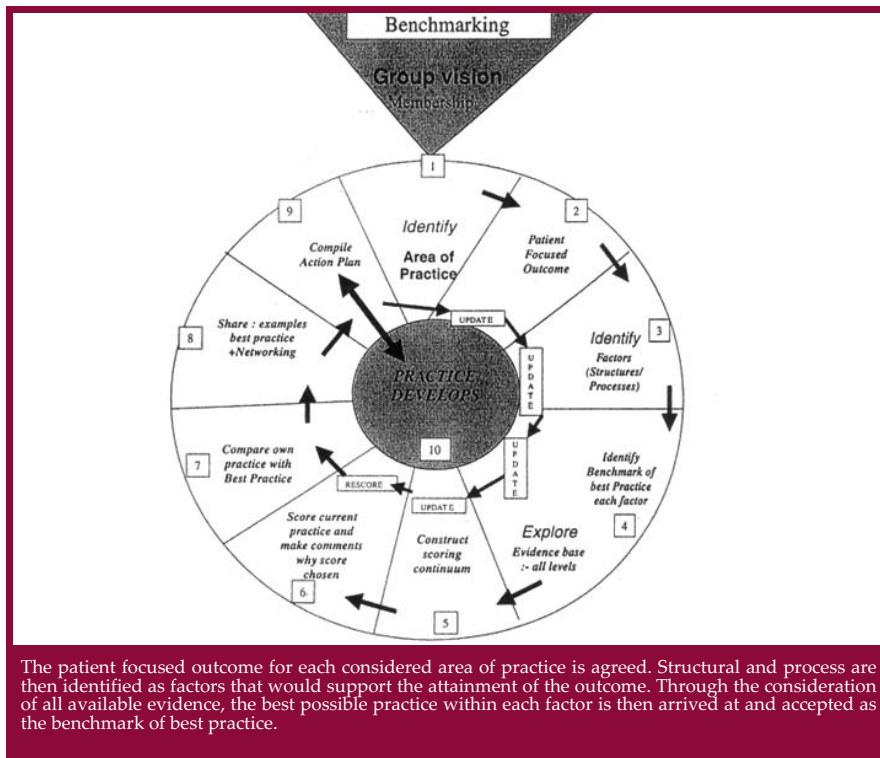 Benchmarking
Group vision
Membership
1
Identify
Area of
Practice
2
Patient
Focused
Outcome
3
Identify
Factors
(Structures/
Processes)
Identify
Benchmark of
best Practice
each factor
4
Explore
Evidence base
:- all levels
5
Construct
scoring
continuum
6
Score current
practice and
make comments
why score
chosen
7
Compare own
practice with
Best Practice
8
Share : examples
best practice
+Networking
9
Compile
Action Plan
UPDATE
UPDATE
UPDATE
UPDATE
RESCORE
PRACTICE
DEVELOPS
10
The patient focused outcome for each considered area of practice is agreed. Structural and process are
then identified as factors that would support the attainment of the outcome. Through the consideration
of all available evidence, the best possible practice within each factor is then arrived at and accepted as
the benchmark of best practice.